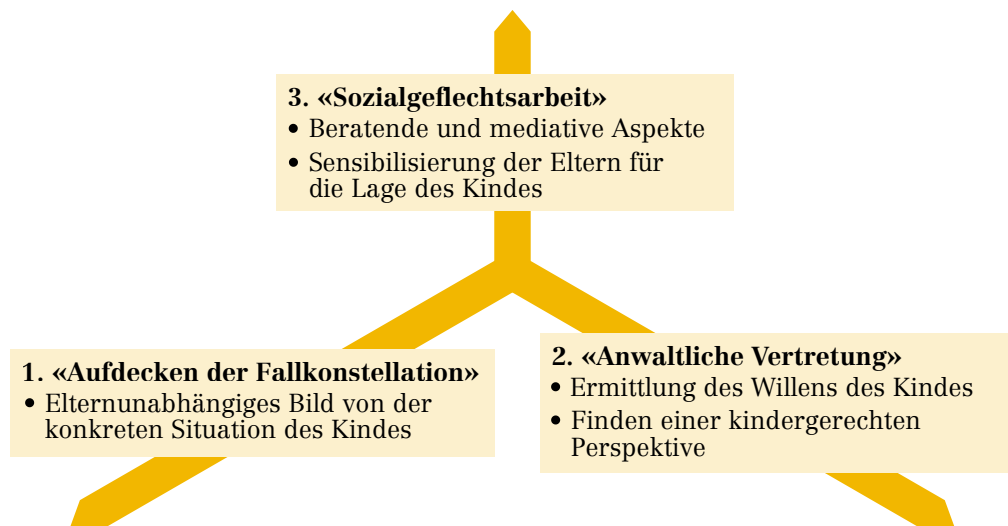 3. «Sozialgeflechtsarbeit»
• Beratende und mediative Aspekte
• Sensibilisierung der Eltern für
die Lage des Kindes
1. «Aufdecken der Fallkonstellation»
• Elternunabhängiges Bild von der
konkreten Situation des Kindes
2. «Anwaltliche Vertretung»
• Ermittlung des Willens des Kindes
• Finden einer kindergerechten
Perspektive